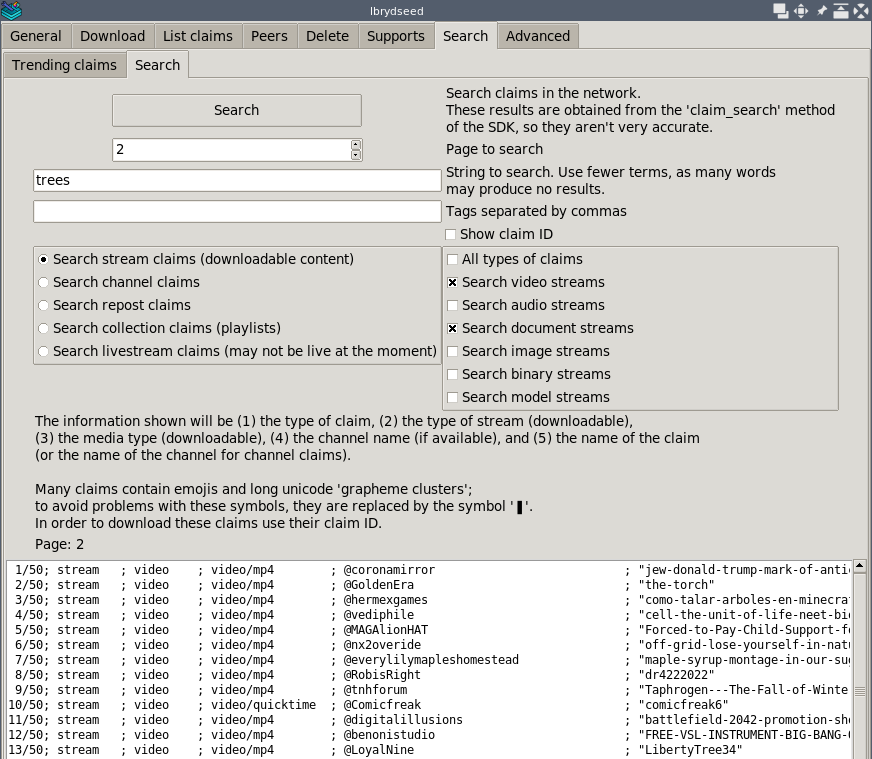 lbrydseed
General Download List claims Peers Delete Supports Search Advanced
Trending claims Search
Search
Search claims in the network.
These results are obtained from the 'claim_search' method
of the SDK, so they aren't very accurate.
2
Page to search
trees
String to search. Use fewer terms, as many words
may produce no results.
Tags separated by commas
Show claim ID
Search stream claims (downloadable content)
Search channel claims
Search repost claims
Search collection claims (playlists)
Search livestream claims (may not be live at the moment)
All types of claims
Search video streams
Search audio streams
Search document streams
Search image streams
Search binary streams
Search model streams
The information shown will be (1) the type of claim, (2) the type of stream (downloadable),
(3) the media type (downloadable), (4) the channel name (if available), and (5) the name of the claim
(or the name of the channel for channel claims).
Many claims contain emojis and long unicode 'grapheme clusters';
to avoid problems with these symbols, they are replaced by the symbol '❚'.
In order to download these claims use their claim ID.
Page: 2
1/50; stream ; video ; video/mp4 ; @coronamirror ; "jew-donald-trump-mark-of-antic
2/50; stream ; video ; video/mp4 ; @GoldenEra ; "the-torch"
3/50; stream ; video ; video/mp4 ; @hermexgames ; "como-talar-arboles-en-minecra
4/50; stream ; video ; video/mp4 ; @vediphile ; "cell-the-unit-of-life-neet-bi
5/50; stream ; video ; video/mp4 ; @MAGAlionHAT ; "Forced-to-Pay-Child-Support-f
6/50; stream ; video ; video/mp4 ; @nx2overide ; "off-grid-lose-yourself-in-nat
7/50; stream ; video ; video/mp4 ; @everylilymapleshomestead ; "maple-syrup-montage-in-our-su
8/50; stream ; video ; video/mp4 ; @RobisRight ; "dr4222022"
9/50; stream ; video ; video/mp4 ; @tnhforum ; "Taphrogen---The-Fall-of-Winte
10/50; stream ; video ; video/quicktime ; @Comicfreak ; "comicfreak6"
11/50; stream ; video ; video/mp4 ; @digitalillusions ; "battlefield-2042-promotion-sh
12/50; stream ; video ; video/mp4 ; @benonistudio ; "FREE-VSL-INSTRUMENT-BIG-BANG-
13/50; stream ; video ; video/mp4 ; @LoyalNine ; "LibertyTree34"